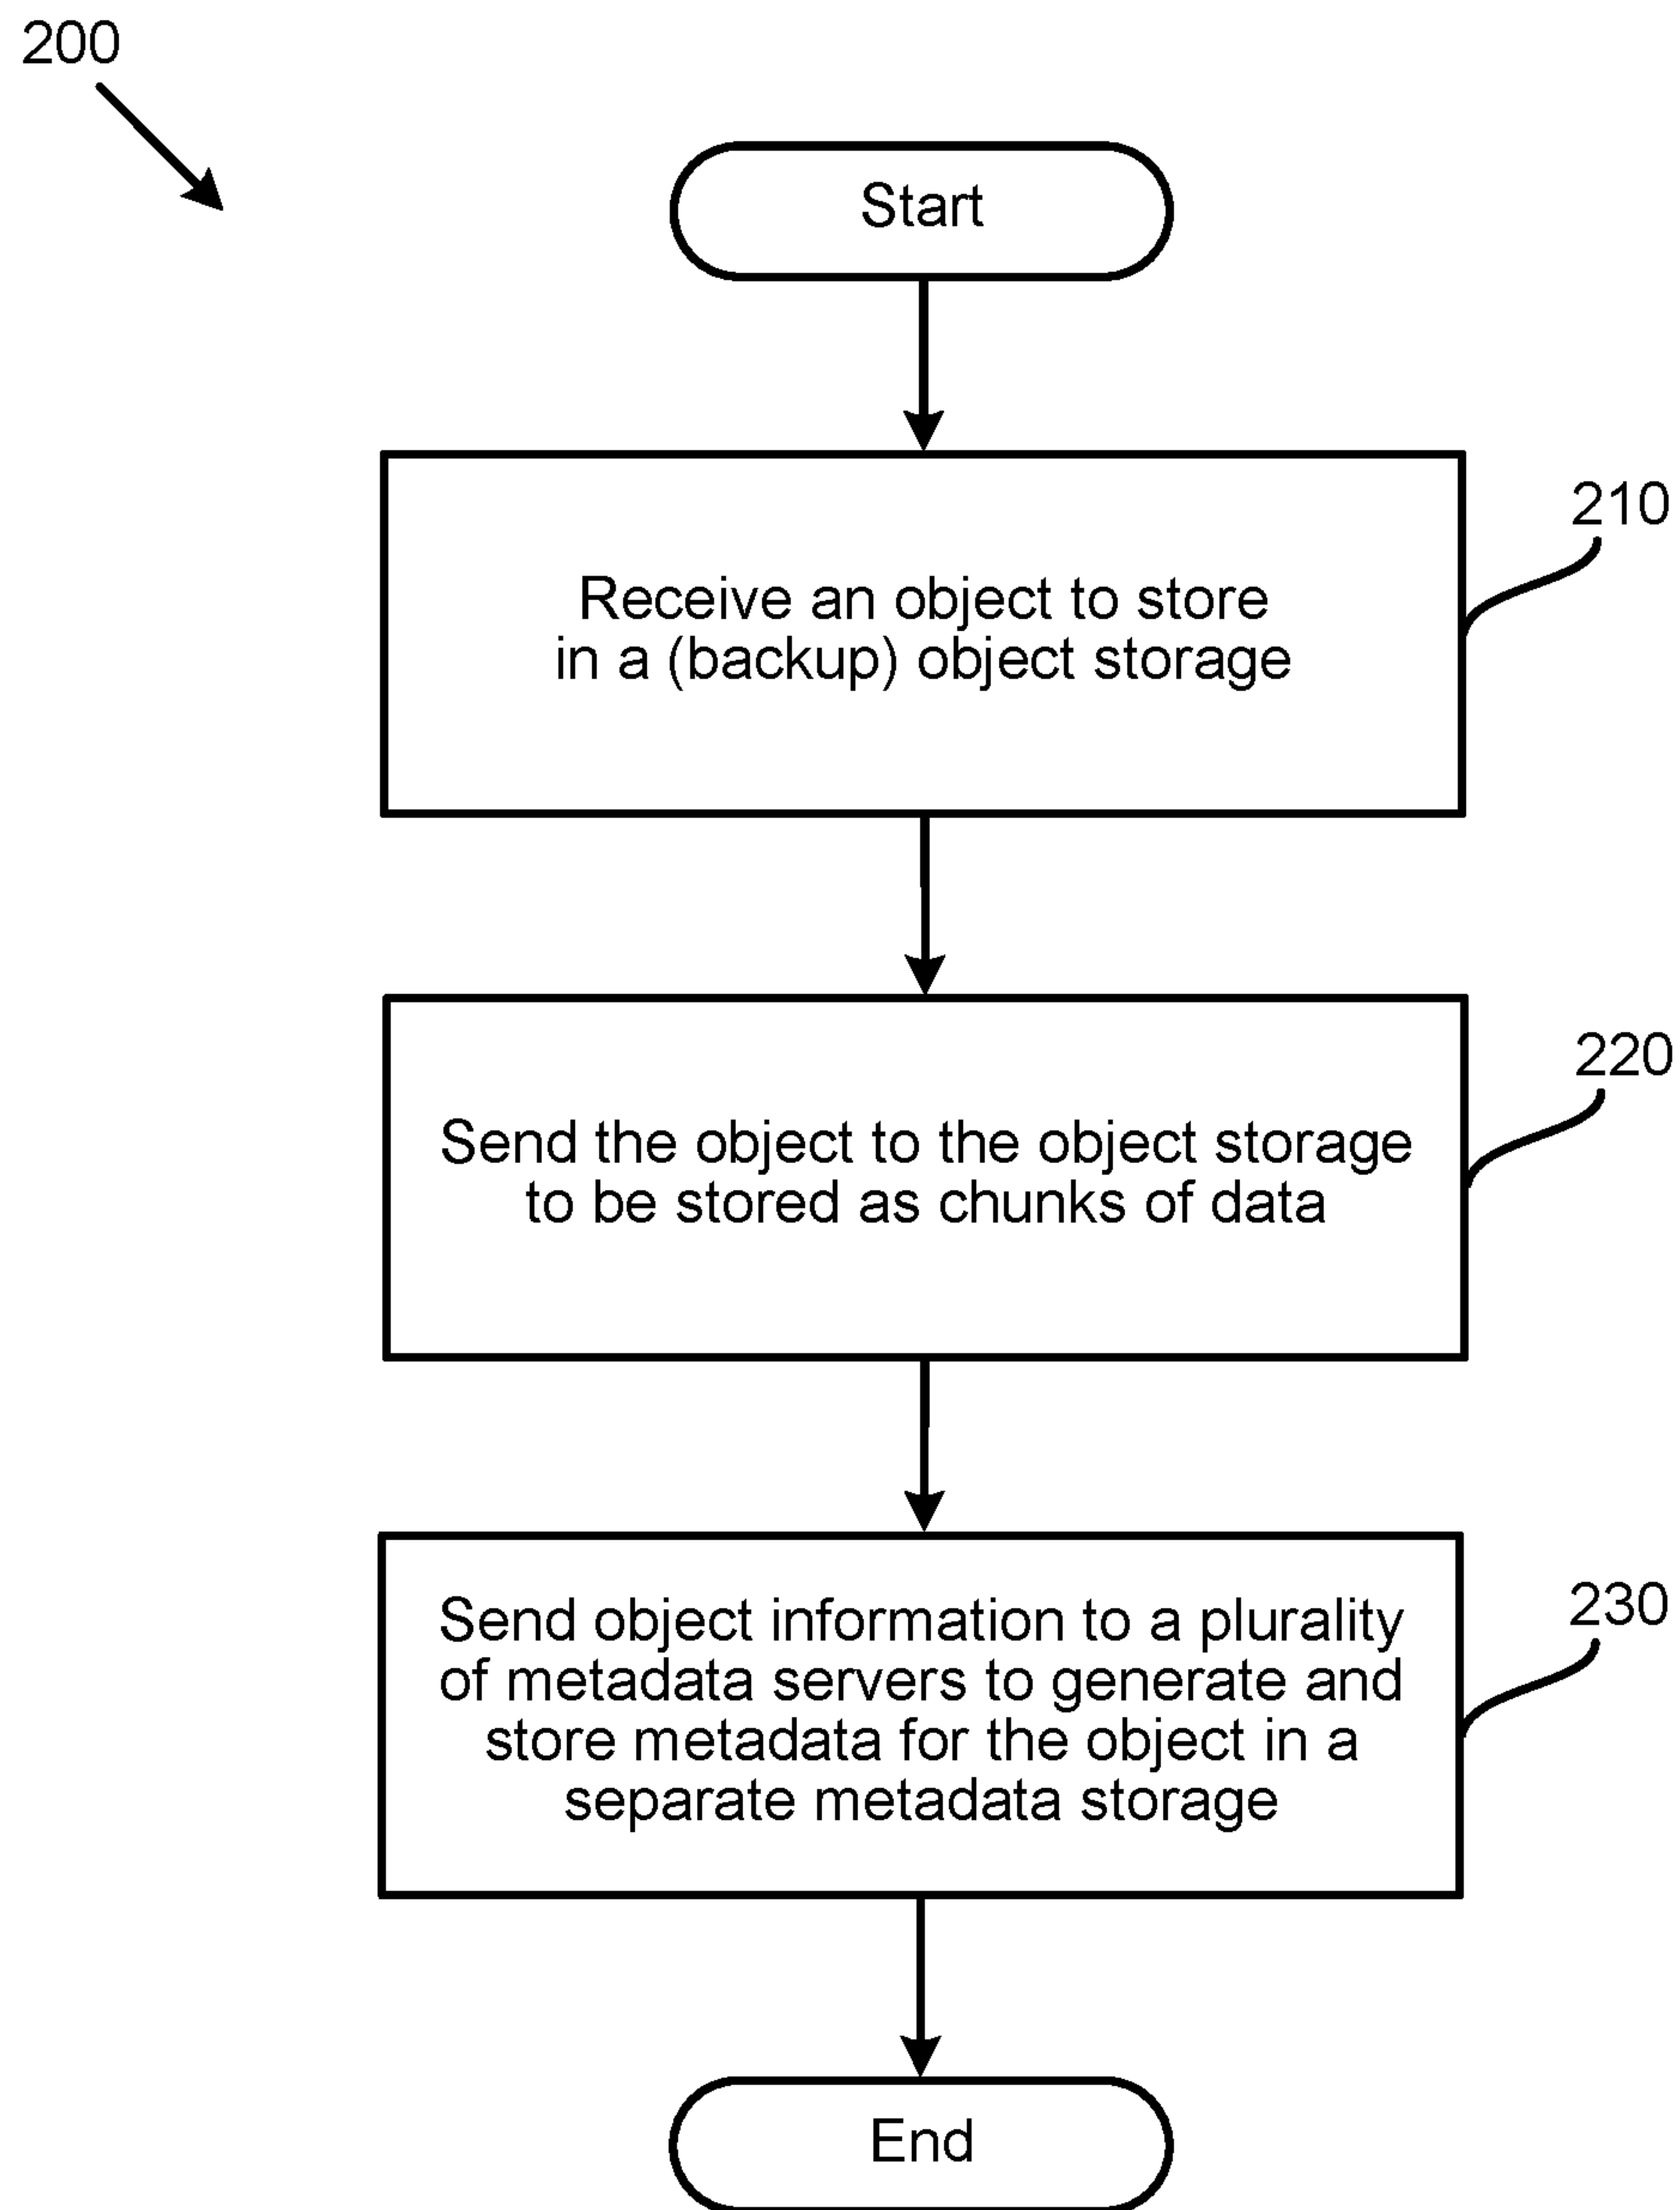 200
Start
210
Receive an object to store
in a (backup) object storage
220
Send the object to the object storage
to be stored as chunks of data
230
Send object information to a plurality
of metadata servers to generate and
store metadata for the object in a
separate metadata storage
End